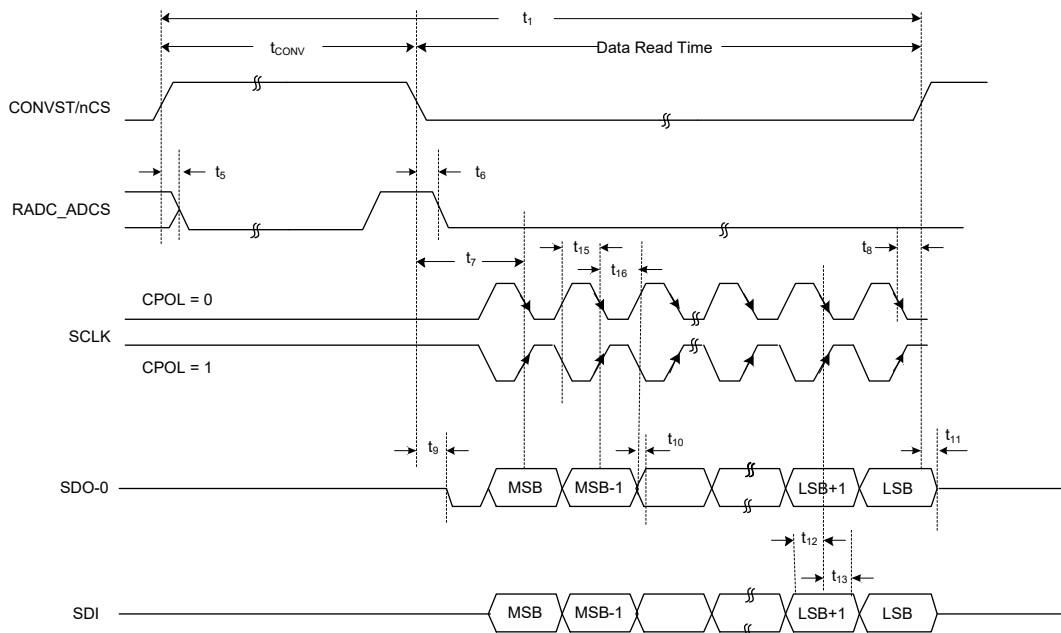 t1
tCONV
Data Read Time
CONVST/nCS
t5
t6
RADC_ADCS
t7
t15
t16
t8
CPOL = 0
SCLK
CPOL = 1
t9
t10
t11
SDO-0
MSB
MSB-1
LSB+1
LSB
t12
t13
SDI
MSB
MSB-1
LSB+1
LSB